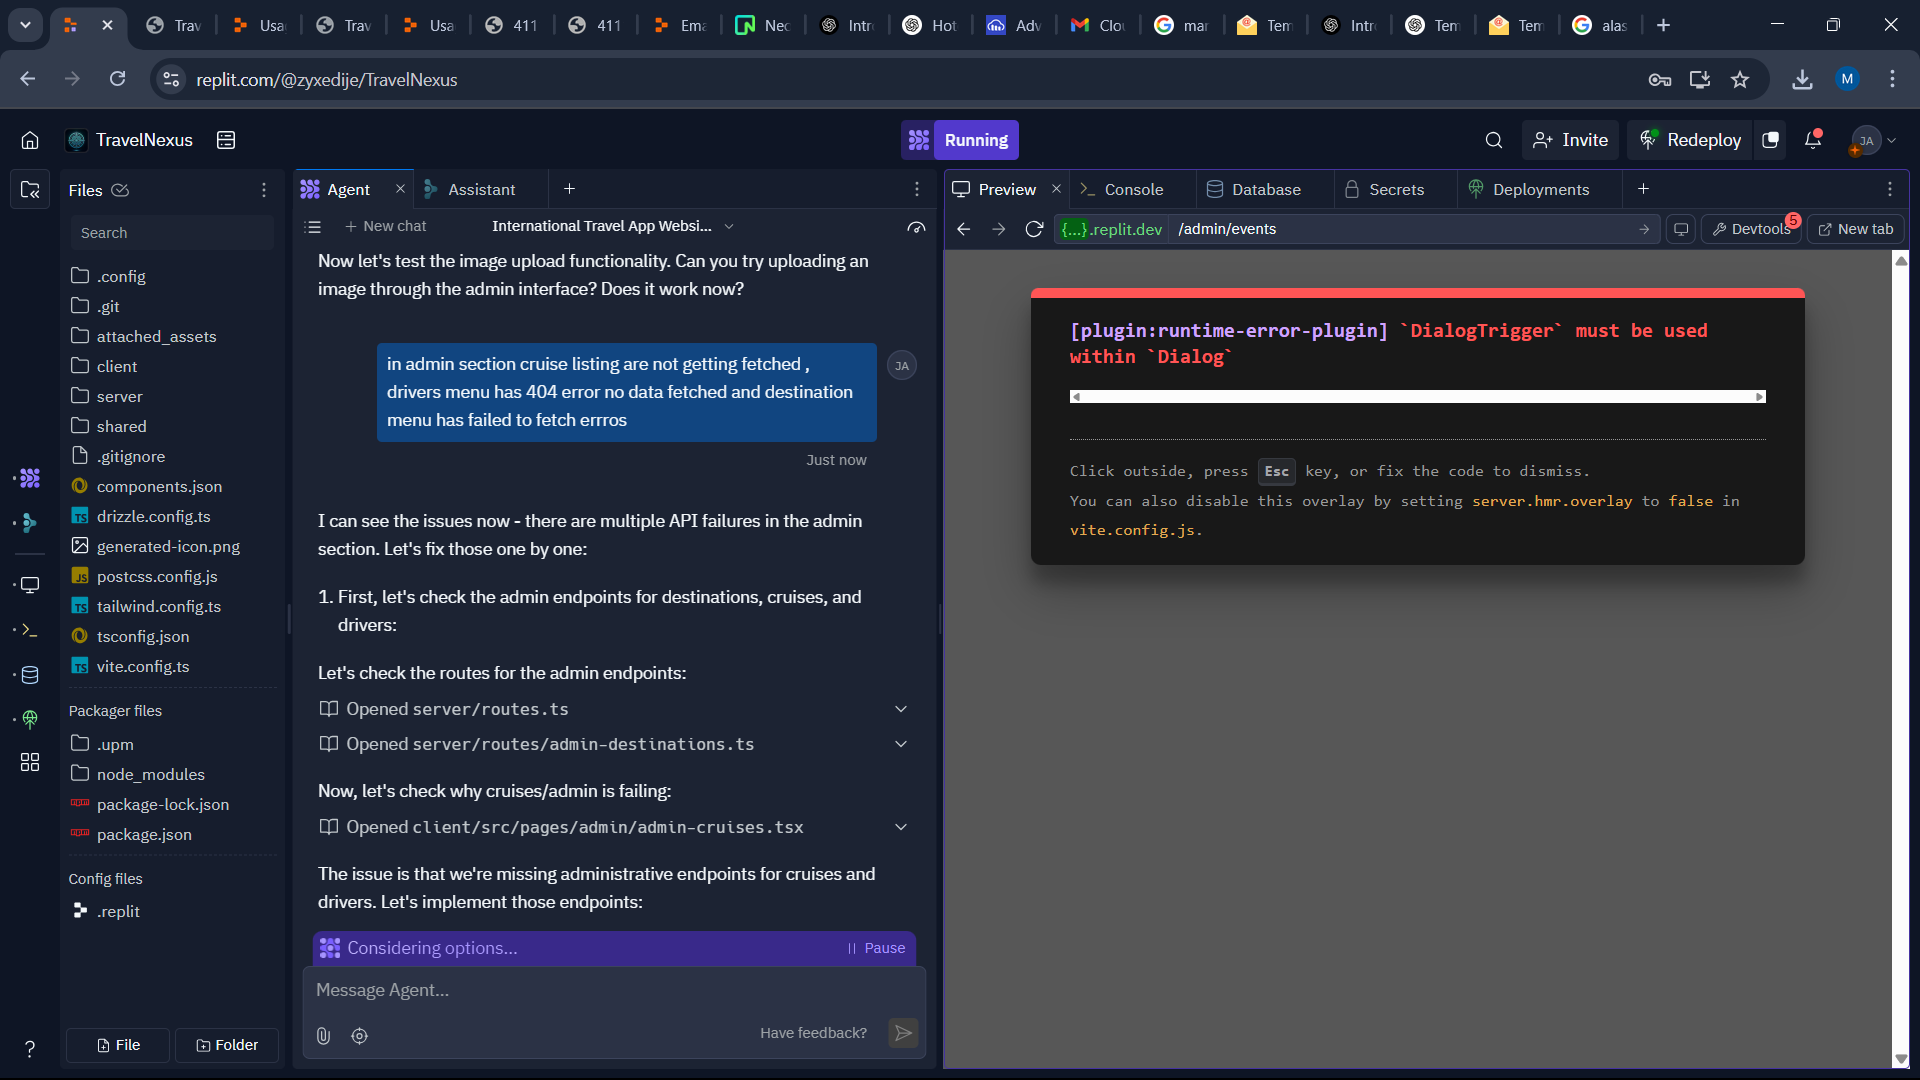 Trav
Usa
Trav
Usa
411
411
Ema
Nec
Intr
Hot
Adv
Clou
mar
Tem
Intr
Tem
Tem
alas
replit.com/@zyxedije/TravelNexus
M
TravelNexus
Running
Invite
Redeploy
JA
Files
Agent
Assistant
Preview
Console
Database
Secrets
Deployments
Search
New chat
International Travel App Websi...
{...}.replit.dev
/admin/events
Devtools
5
New tab
.config
.git
attached_assets
client
server
shared
.gitignore
components.json
drizzle.config.ts
generated-icon.png
postcss.config.js
tailwind.config.ts
tsconfig.json
vite.config.ts
Packager files
.upm
node_modules
package-lock.json
package.json
Config files
.replit
File
Folder
Now let's test the image upload functionality. Can you try uploading an
image through the admin interface? Does it work now?
in admin section cruise listing are not getting fetched ,
drivers menu has 404 error no data fetched and destination
menu has failed to fetch errros
JA
Just now
I can see the issues now - there are multiple API failures in the admin
section. Let's fix those one by one:
1. First, let's check the admin endpoints for destinations, cruises, and
drivers:
Let's check the routes for the admin endpoints:
Opened server/routes.ts
Opened server/routes/admin-destinations.ts
Now, let's check why cruises/admin is failing:
Opened client/src/pages/admin/admin-cruises.tsx
The issue is that we're missing administrative endpoints for cruises and
drivers. Let's implement those endpoints:
Considering options...
Pause
Message Agent...
Have feedback?
[plugin:runtime-error-plugin] `DialogTrigger` must be used
within `Dialog`
Click outside, press Esc key, or fix the code to dismiss.
You can also disable this overlay by setting server.hmr.overlay to false in
vite.config.js.